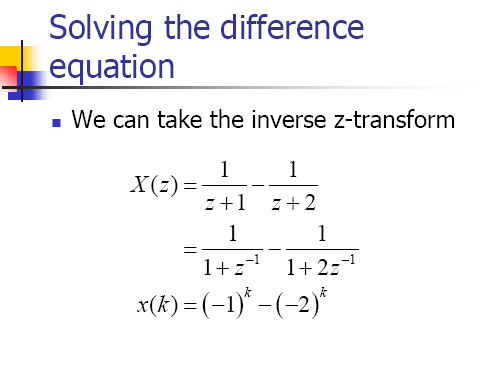 Solving the difference
equation
We can take the inverse z-transform
X(z) = 1/(z+1) − 1/(z+2)
= 1/(1+z⁻¹) − 1/(1+2z⁻¹)
x(k) = (−1)ᵏ − (−2)ᵏ